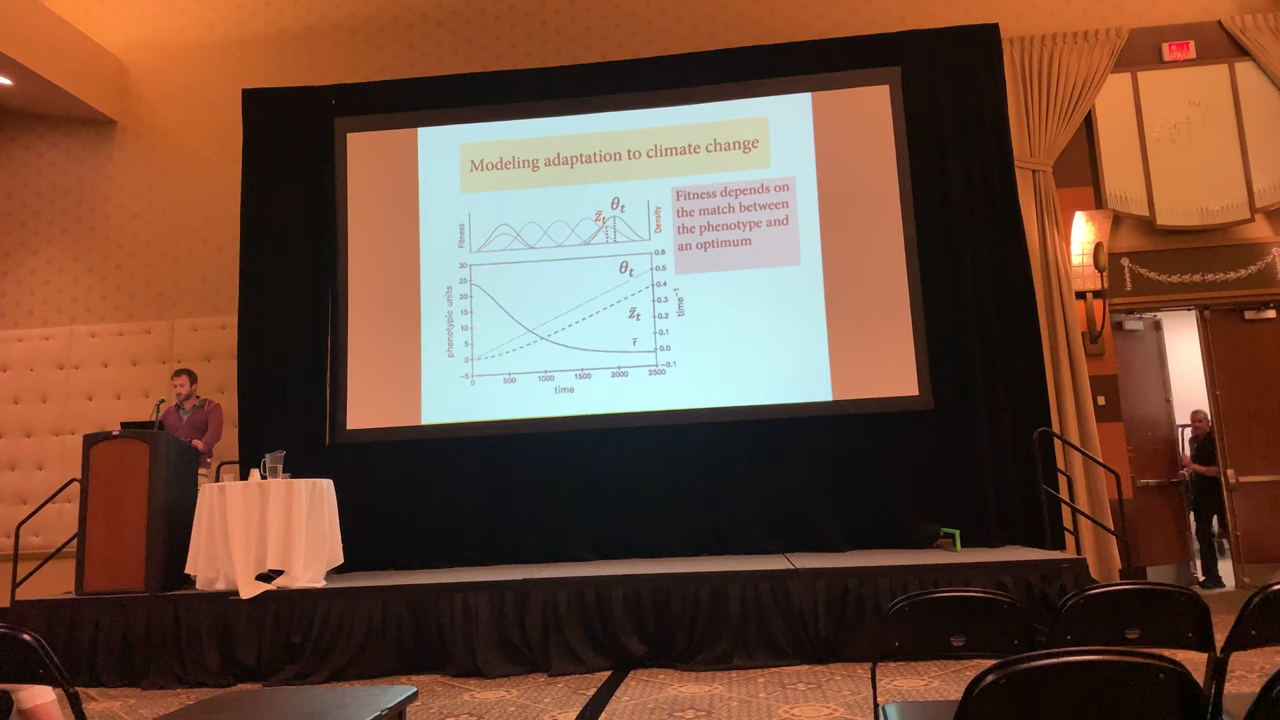 Modeling adaptation to climate change
Fitness depends on
the match between
the phenotype and
an optimum
Fitness
z̄t
θt
Density
phenotypic units
30
25
20
15
10
5
0
−5
θt
z̄t
r̄
0.6
0.5
0.4
0.3
0.2
0.1
0.0
−0.1
time⁻¹
0
500
1000
1500
2000
2500
time